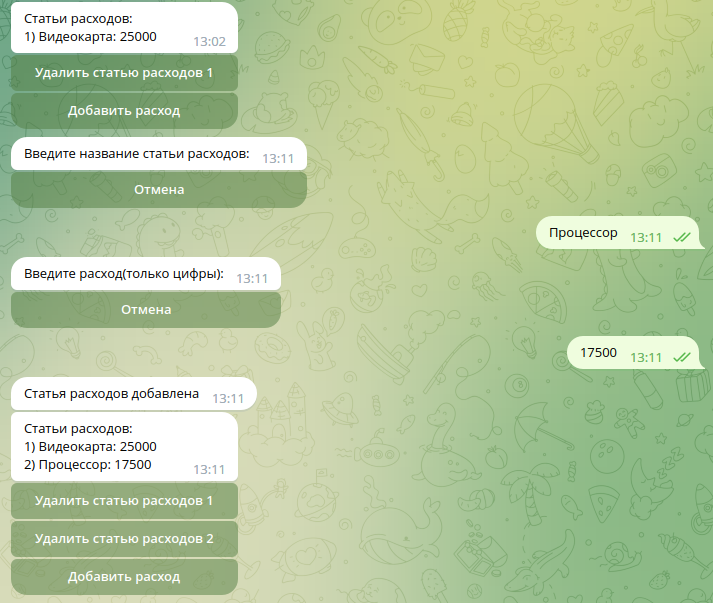 Статьи расходов:
1) Видеокарта: 25000
13:02
Удалить статью расходов 1
Добавить расход
Введите название статьи расходов:
13:11
Отмена
Процессор
13:11
Введите расход(только цифры):
13:11
Отмена
17500
13:11
Статья расходов добавлена
13:11
Статьи расходов:
1) Видеокарта: 25000
2) Процессор: 17500
13:11
Удалить статью расходов 1
Удалить статью расходов 2
Добавить расход